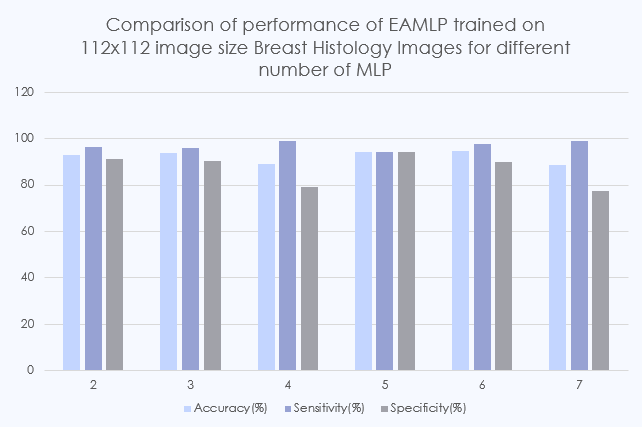 Comparison of performance of EAMLP trained on
112x112 image size Breast Histology Images for different
number of MLP
120
100
80
60
40
20
0
2 3 4 5 6 7
Accuracy(%) Sensitivity(%) Specificity(%)